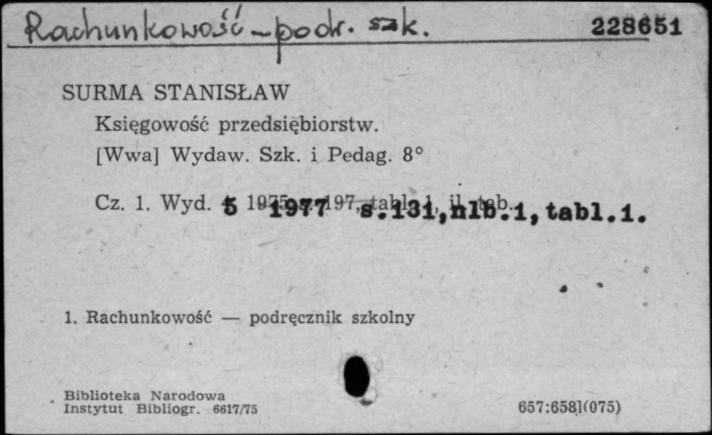 Rachunkowość – podr. szk. 228651
SURMA STANISŁAW
Księgowość przedsiębiorstw.
[Wwa] Wydaw. Szk. i Pedag. 8°
Cz. 1. Wyd. 5 1977 s.131,nlb.1,tabl.1.
1. Rachunkowość — podręcznik szkolny
Biblioteka Narodowa
Instytut Bibliogr. 6617/75 657:658](075)